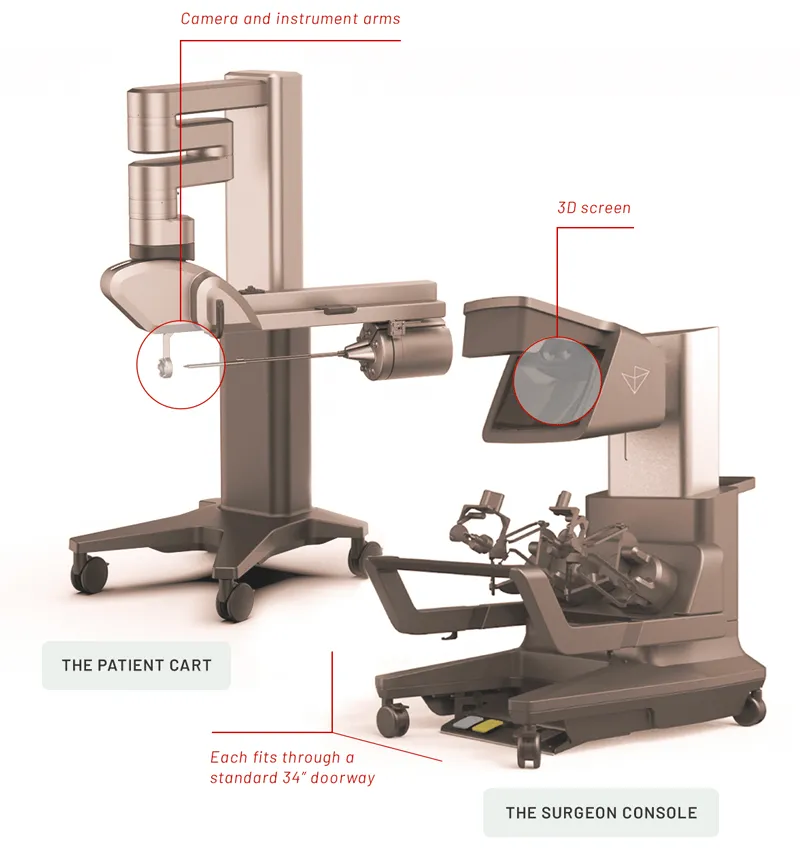 Camera and instrument arms
3D screen
THE PATIENT CART
Each fits through a
standard 34” doorway
THE SURGEON CONSOLE